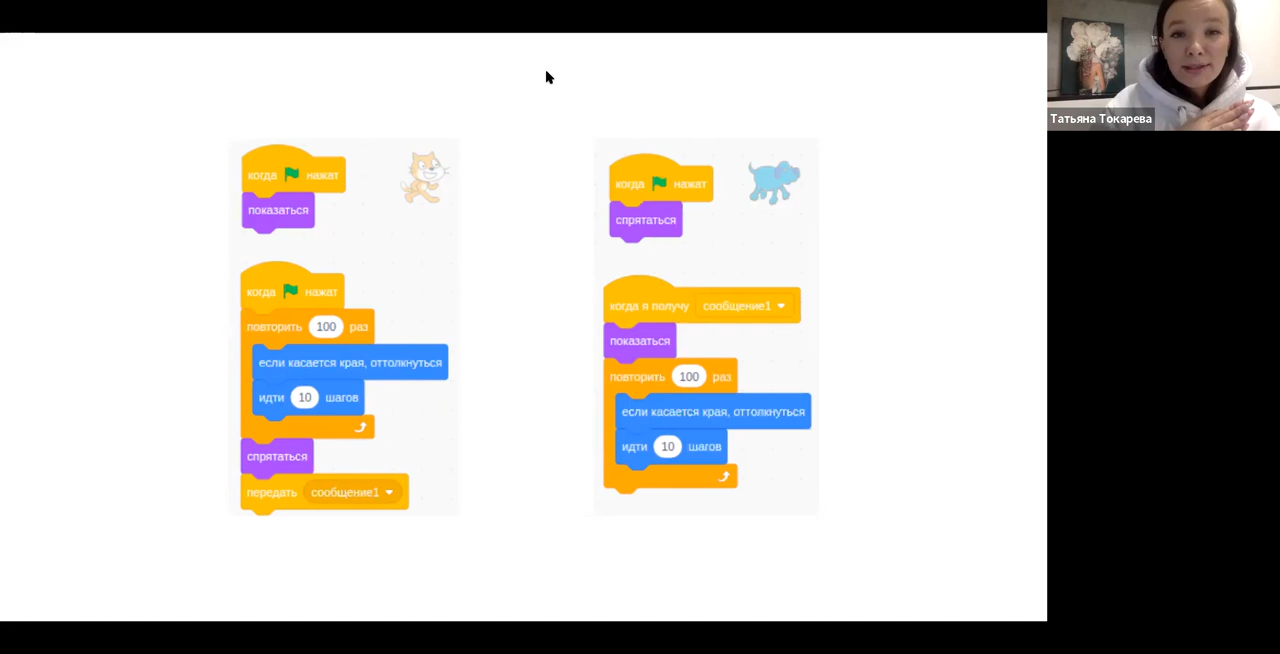 когда нажат
показаться
когда нажат
повторить 100 раз
если касается края, оттолкнуться
идти 10 шагов
спрятаться
передать сообщение1
когда нажат
спрятаться
когда я получу сообщение1
показаться
повторить 100 раз
если касается края, оттолкнуться
идти 10 шагов
Татьяна Токарева